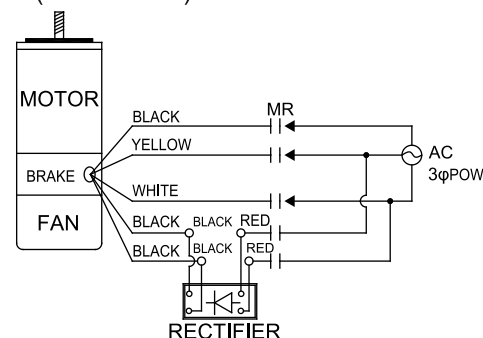 MOTOR
BRAKE
FAN
BLACK
MR
YELLOW
AC
3φPOW
WHITE
BLACK BLACK RED
BLACK BLACK RED
RECTIFIER